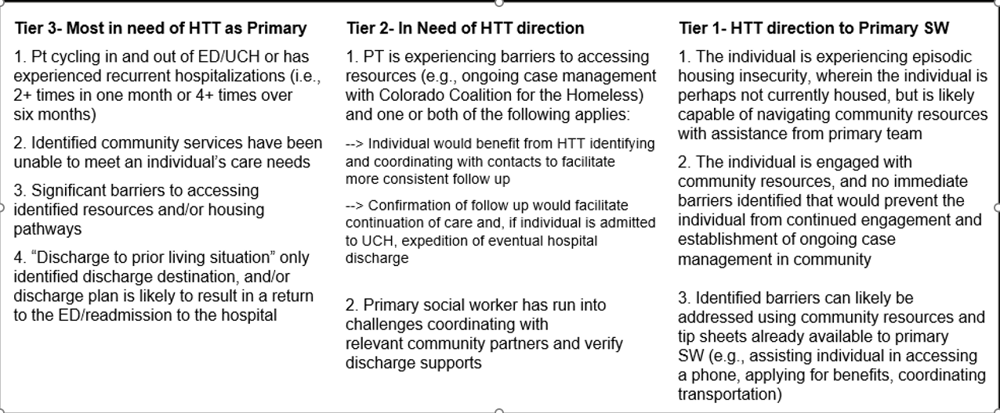 Tier 3- Most in need of HTT as Primary
1. Pt cycling in and out of ED/UCH or has
experienced recurrent hospitalizations (i.e.,
2+ times in one month or 4+ times over
six months)
2. Identified community services have been
unable to meet an individual's care needs
3. Significant barriers to accessing
identified resources and/or housing
pathways
4. “Discharge to prior living situation” only
identified discharge destination, and/or
discharge plan is likely to result in a return
to the ED/readmission to the hospital
Tier 2- In Need of HTT direction
1. PT is experiencing barriers to accessing
resources (e.g., ongoing case management
with Colorado Coalition for the Homeless)
and one or both of the following applies:
--> Individual would benefit from HTT identifying
and coordinating with contacts to facilitate
more consistent follow up
--> Confirmation of follow up would facilitate
continuation of care and, if individual is admitted
to UCH, expedition of eventual hospital
discharge
2. Primary social worker has run into
challenges coordinating with
relevant community partners and verify
discharge supports
Tier 1- HTT direction to Primary SW
1. The individual is experiencing episodic
housing insecurity, wherein the individual is
perhaps not currently housed, but is likely
capable of navigating community resources
with assistance from primary team
2. The individual is engaged with
community resources, and no immediate
barriers identified that would prevent the
individual from continued engagement and
establishment of ongoing case
management in community
3. Identified barriers can likely be
addressed using community resources and
tip sheets already available to primary
SW (e.g., assisting individual in accessing
a phone, applying for benefits, coordinating
transportation)